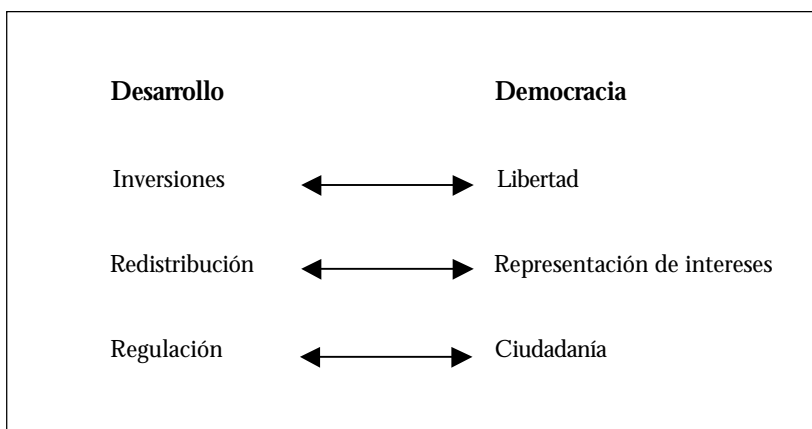 Desarrollo Democracia
Inversiones Libertad
Redistribución Representación de intereses
Regulación Ciudadanía